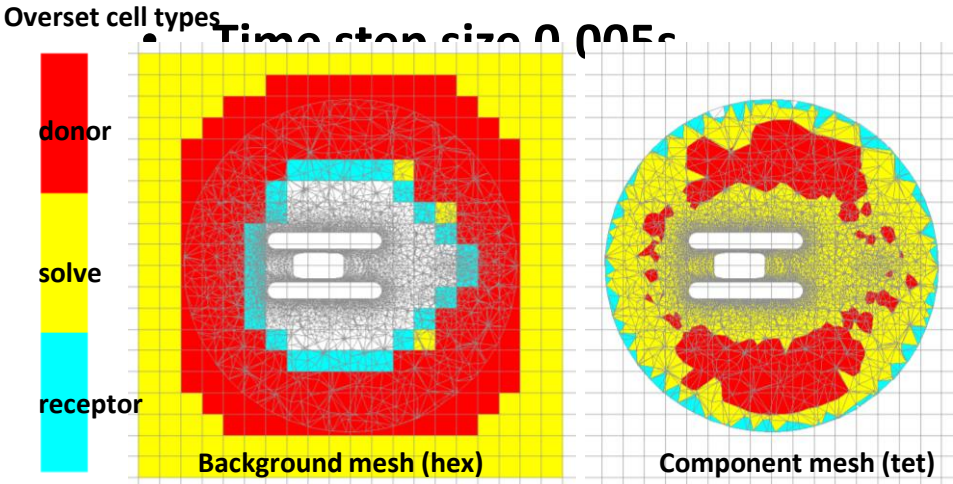 Overset cell types
• Time step size 0.005s
donor
solve
receptor
Background mesh (hex)
Component mesh (tet)